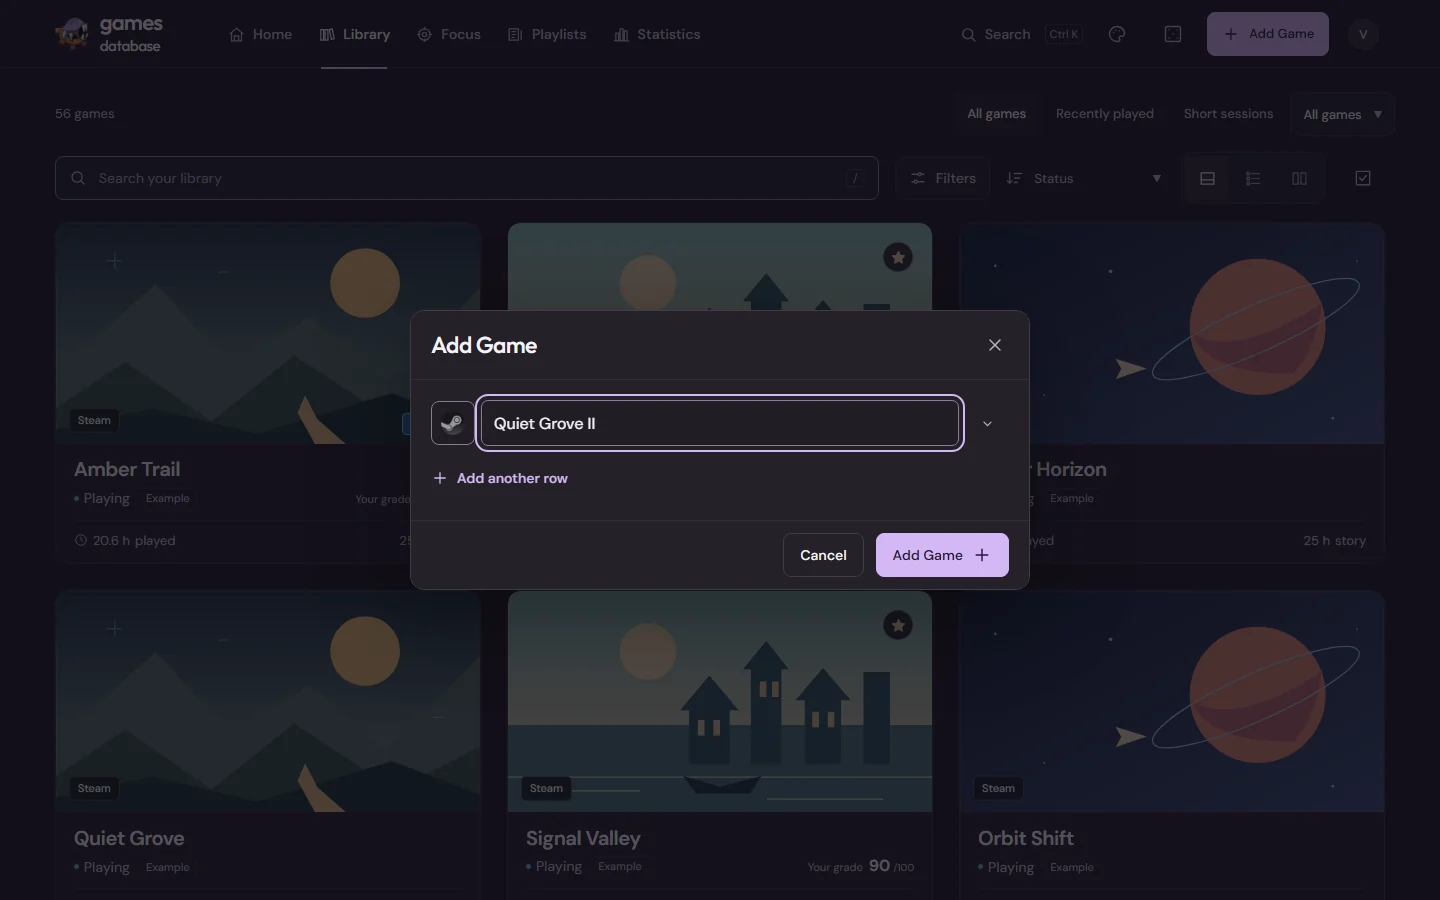 games
database
Home
Library
Focus
Playlists
Statistics
Search
Ctrl K
Add Game
V
56 games
All games
Recently played
Short sessions
All games
Search your library
/
Filters
Status
Steam
Amber Trail
Playing
Example
Your grade
20.6 h played
Add Game
Quiet Grove II
Add another row
Cancel
Add Game
Horizon
Example
25 h story
Steam
Quiet Grove
Playing
Example
Steam
Signal Valley
Playing
Example
Your grade 90 /100
Steam
Orbit Shift
Playing
Example